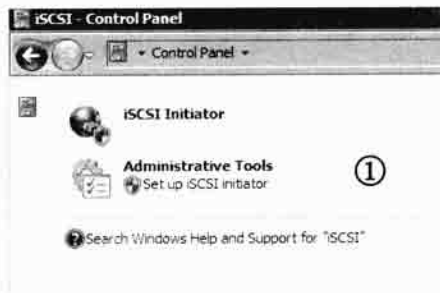 iSCSI - Control Panel
Control Panel
iSCSI Initiator
Administrative Tools
Set up iSCSI initiator
①
Search Windows Help and Support for "iSCSI"